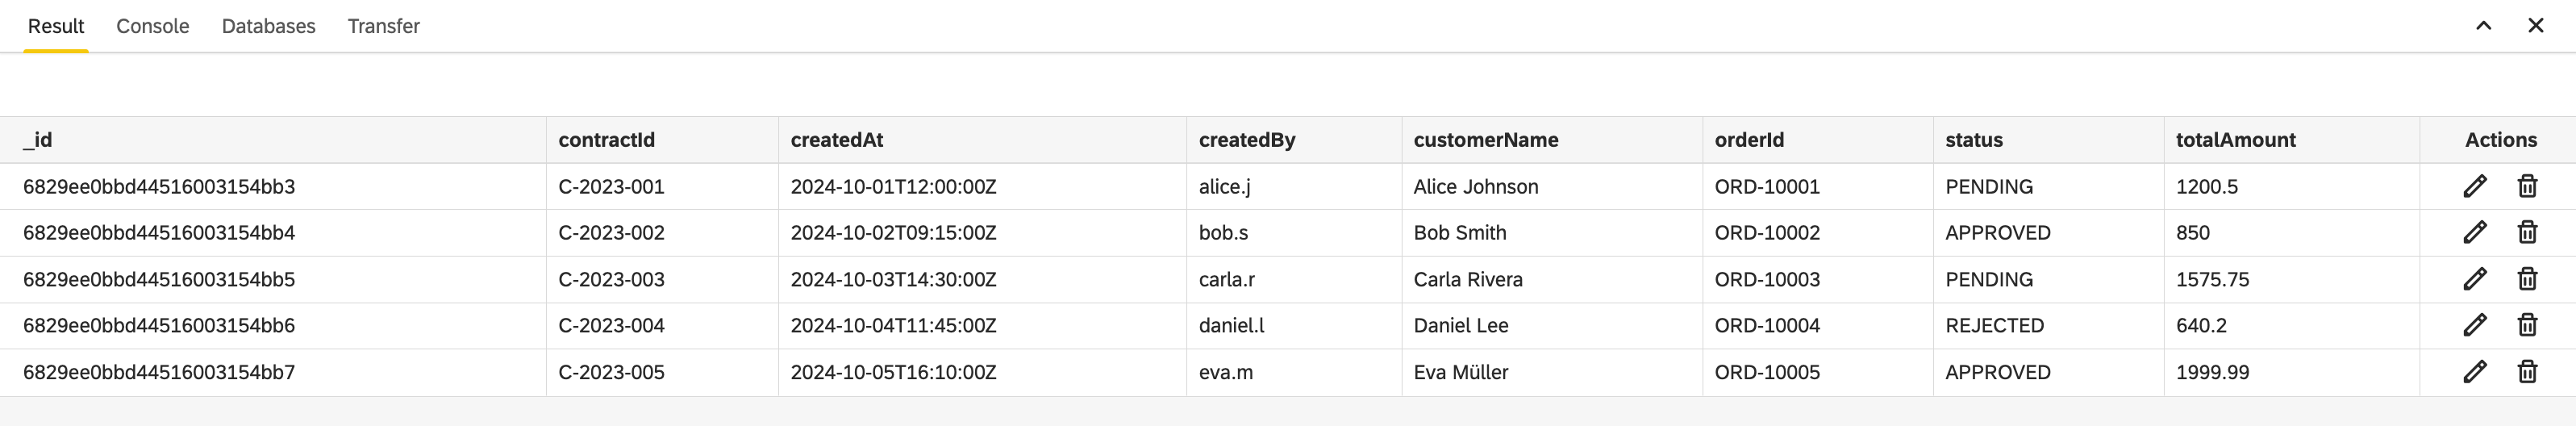 Result Console Databases Transfer
_id contractId createdAt createdBy customerName orderId status totalAmount Actions
6829ee0bbd44516003154bb3 C-2023-001 2024-10-01T12:00:00Z alice.j Alice Johnson ORD-10001 PENDING 1200.5
6829ee0bbd44516003154bb4 C-2023-002 2024-10-02T09:15:00Z bob.s Bob Smith ORD-10002 APPROVED 850
6829ee0bbd44516003154bb5 C-2023-003 2024-10-03T14:30:00Z carla.r Carla Rivera ORD-10003 PENDING 1575.75
6829ee0bbd44516003154bb6 C-2023-004 2024-10-04T11:45:00Z daniel.l Daniel Lee ORD-10004 REJECTED 640.2
6829ee0bbd44516003154bb7 C-2023-005 2024-10-05T16:10:00Z eva.m Eva Müller ORD-10005 APPROVED 1999.99